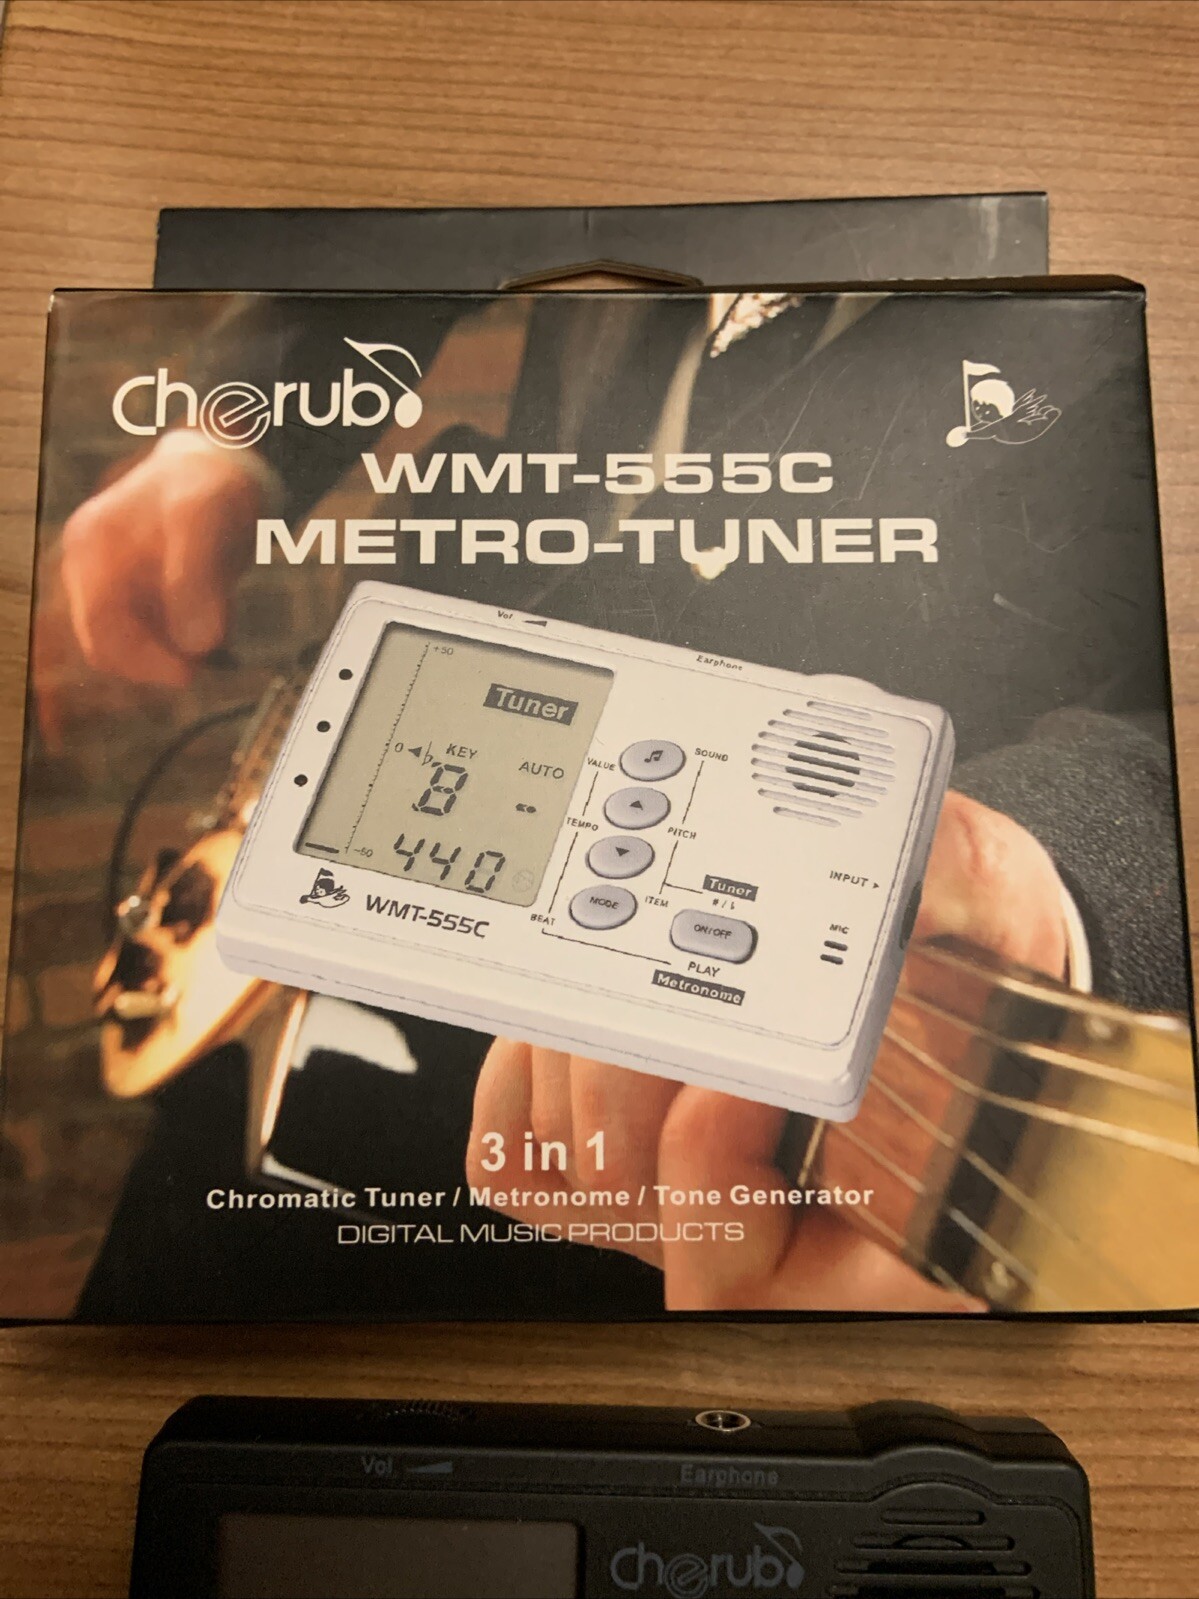 cherub
WMT-555C
METRO-TUNER
Vol
Earphone
+50
Tuner
0
b KEY
8
AUTO
-50
440
WMT-555C
SOUND
VALUE
TEMPO
PITCH
Tuner
# / b
MODE
ITEM
BEAT
ON/OFF
PLAY
Metronome
INPUT
MIC
3 in 1
Chromatic Tuner / Metronome / Tone Generator
DIGITAL MUSIC PRODUCTS
Vol
Earphone
cherub